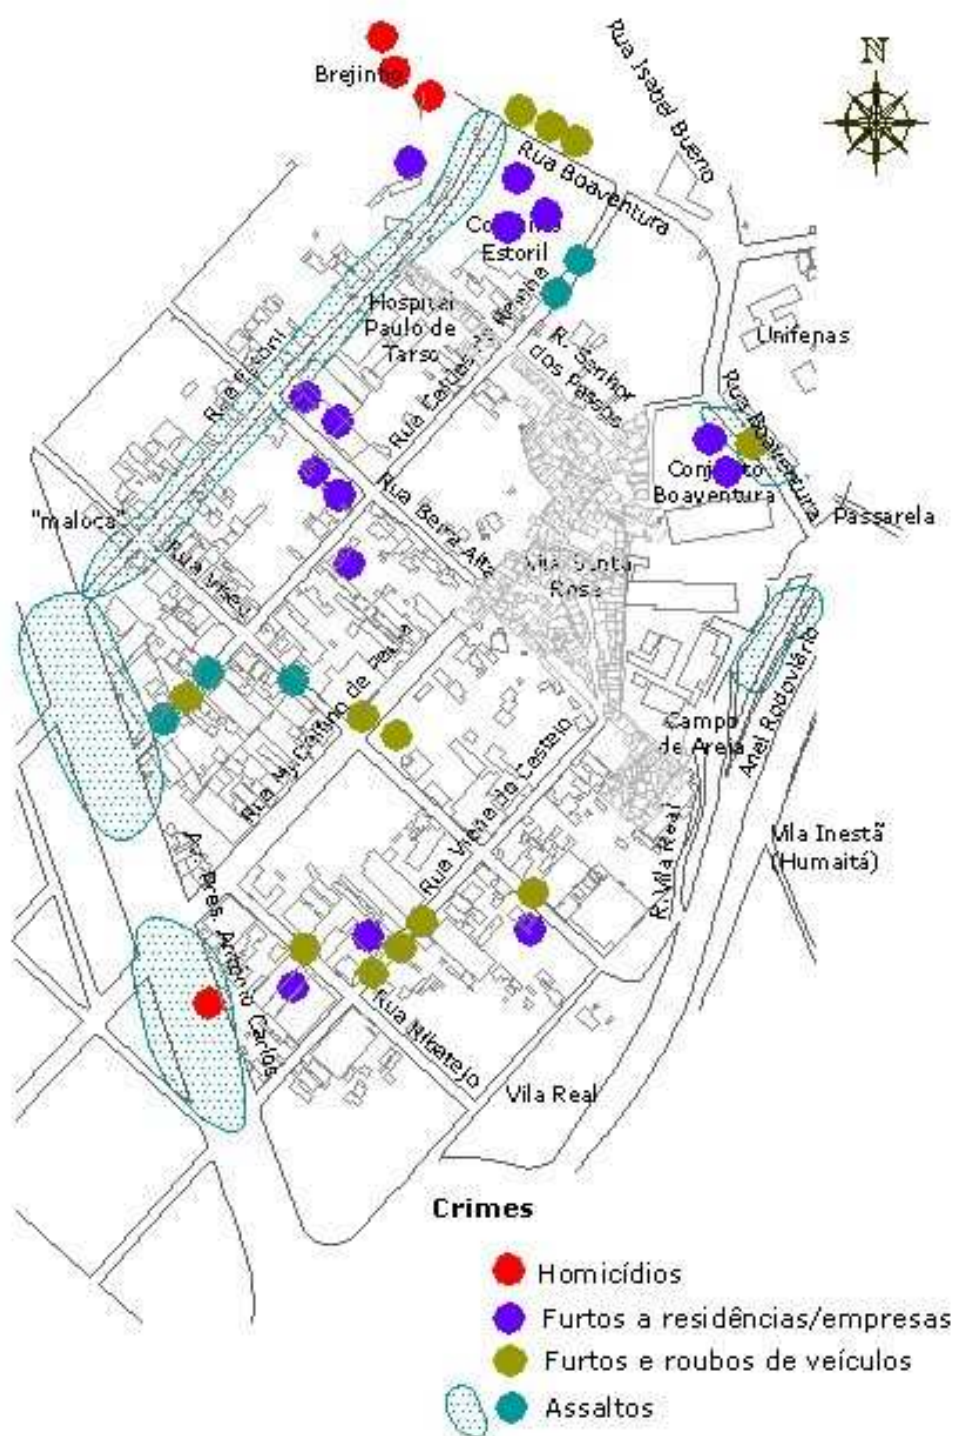 N
Rua Isabel Bueno
Brejinho
Rua Boaventura
Estoril
Hospital
Paulo de
Tarso
Unifenas
R. Senhor
dos Passos
Rua
Rua
Rua Boaventura
Conjunto
Boaventura
Passarela
"maloca"
Rua Beira Alta
Rua Viseu
Vila Santa
Rosa
Campo
de Areia
Anel Rodoviário
Rua Viana do Castelo
Rua
de
Vila Inestã
(Humaitá)
R. Vila Real
Av. Pres. Antônio Carlos
Rua Ribatejo
Vila Real
Crimes
Homicídios
Furtos a residências/empresas
Furtos e roubos de veículos
Assaltos